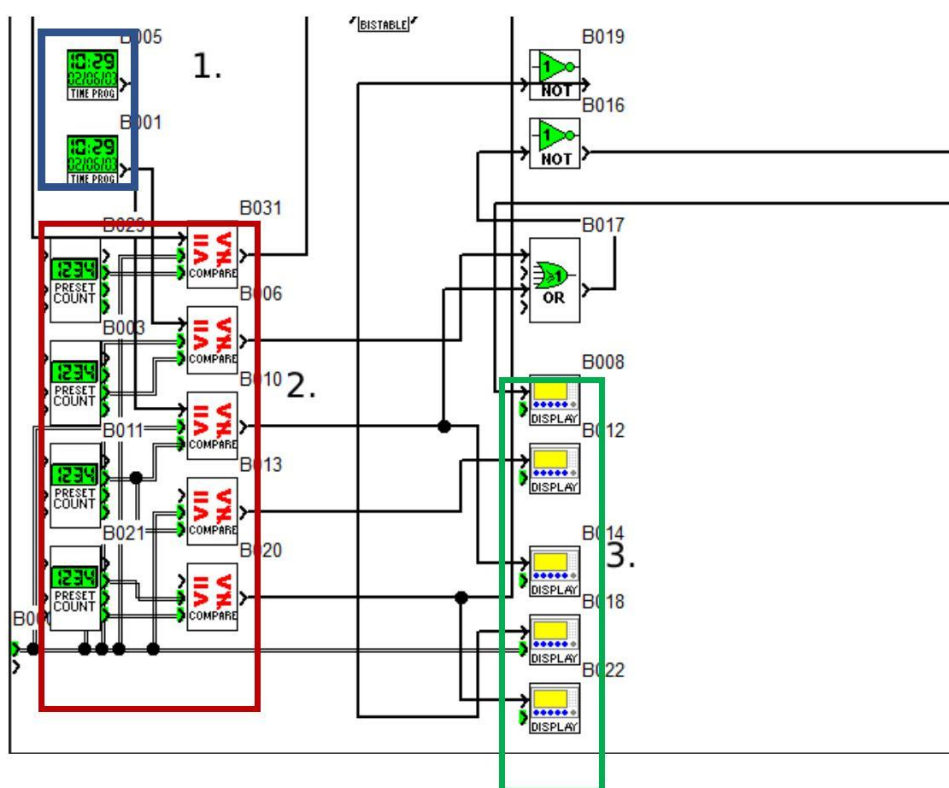 BISTABLE
B005
1.
10:29
02/06/03
TIME PROG
B001
10:29
02/06/03
TIME PROG
B019
1
NOT
B016
1
NOT
B031
COMPARE
1234
PRESET
COUNT
B017
≥1
OR
B006
COMPARE
B003
1234
PRESET
COUNT
B010
2.
COMPARE
B008
DISPLAY
B011
1234
PRESET
COUNT
B013
COMPARE
B012
DISPLAY
B021
1234
PRESET
COUNT
B020
COMPARE
B014
3.
DISPLAY
B018
DISPLAY
B022
DISPLAY